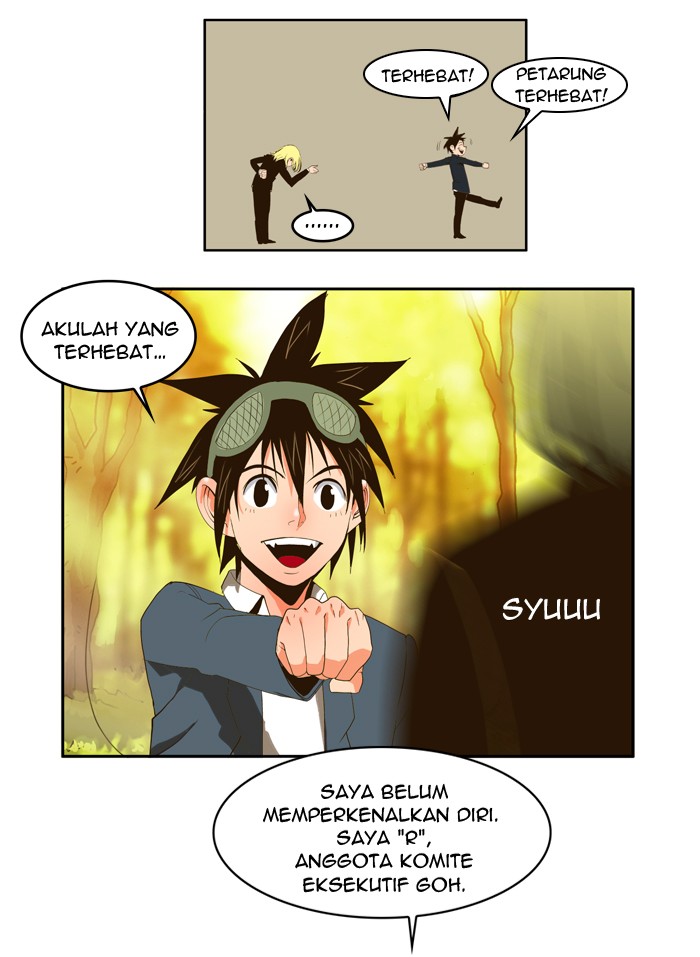 TERHEBAT!
PETARUNG
TERHEBAT!
......
AKULAH YANG
TERHEBAT...
SYUUU
SAYA BELUM
MEMPERKENALKAN DIRI.
SAYA "R",
ANGGOTA KOMITE
EKSEKUTIF GOH.